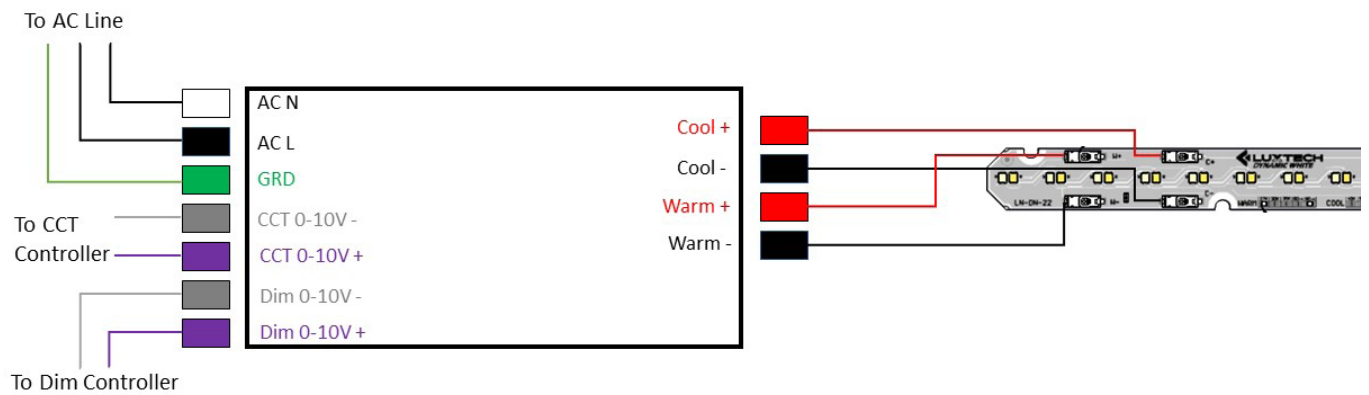 To AC Line
AC N
AC L
GRD
CCT 0-10V -
CCT 0-10V +
Dim 0-10V -
Dim 0-10V +
To CCT
Controller
To Dim Controller
Cool +
Cool -
Warm +
Warm -
W+
C+
LUXTECH
DYNAMIC WHITE
LN-DW-22
W-
C-
WARM
COOL